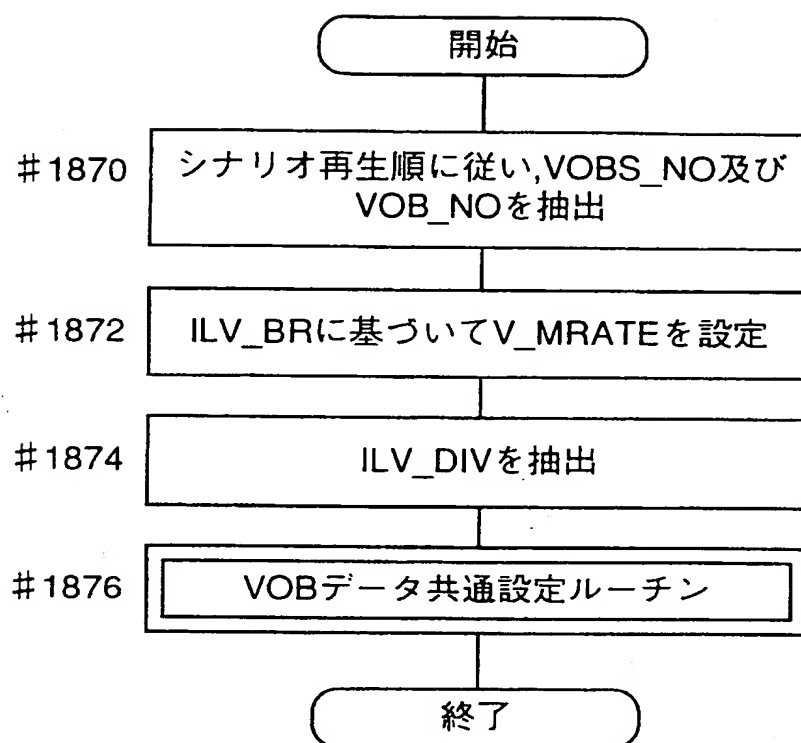 開始
#1870 シナリオ再生順に従い,VOBS_NO及び
VOB_NOを抽出
#1872 ILV_BRに基づいてV_MRATEを設定
#1874 ILV_DIVを抽出
#1876 VOBデータ共通設定ルーチン
終了